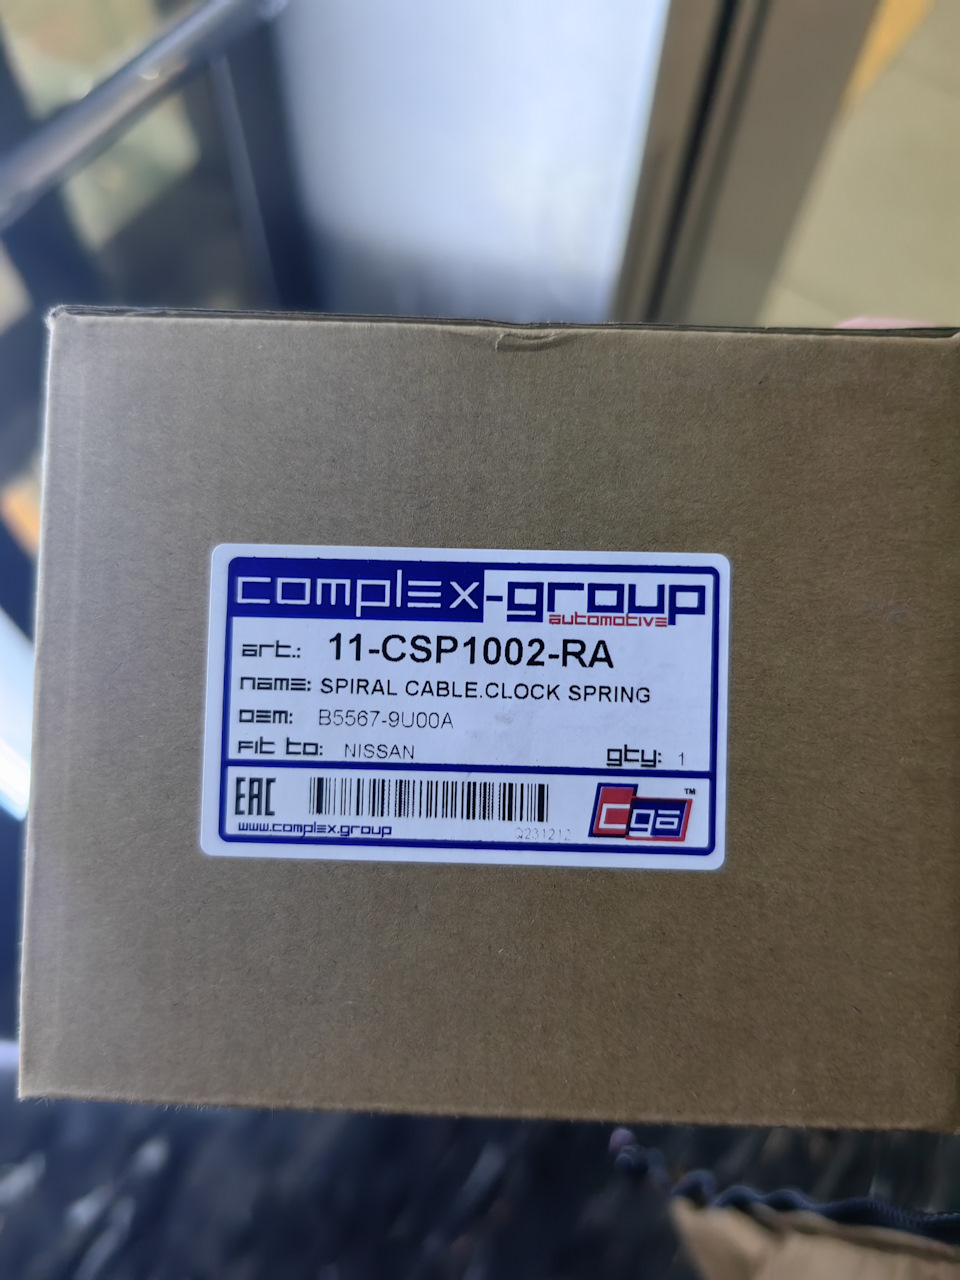 complex-group
automotive
art.: 11-CSP1002-RA
name: SPIRAL CABLE.CLOCK SPRING
OEM: B5567-9U00A
Fit to: NISSAN qty: 1
EAC
www.complex.group
Q231212
cga TM